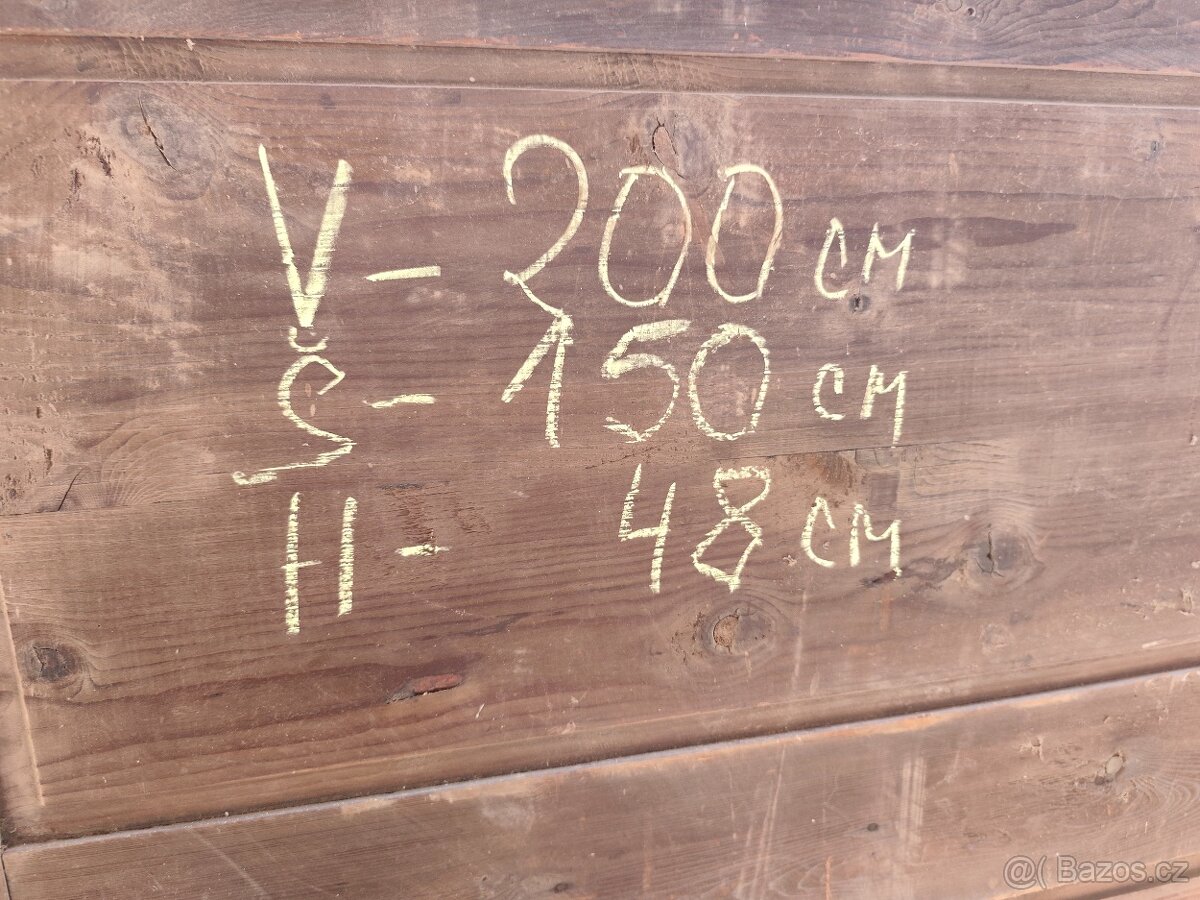 V - 200 cm
Š - 150 cm
H - 48 cm
@( Bazos.cz